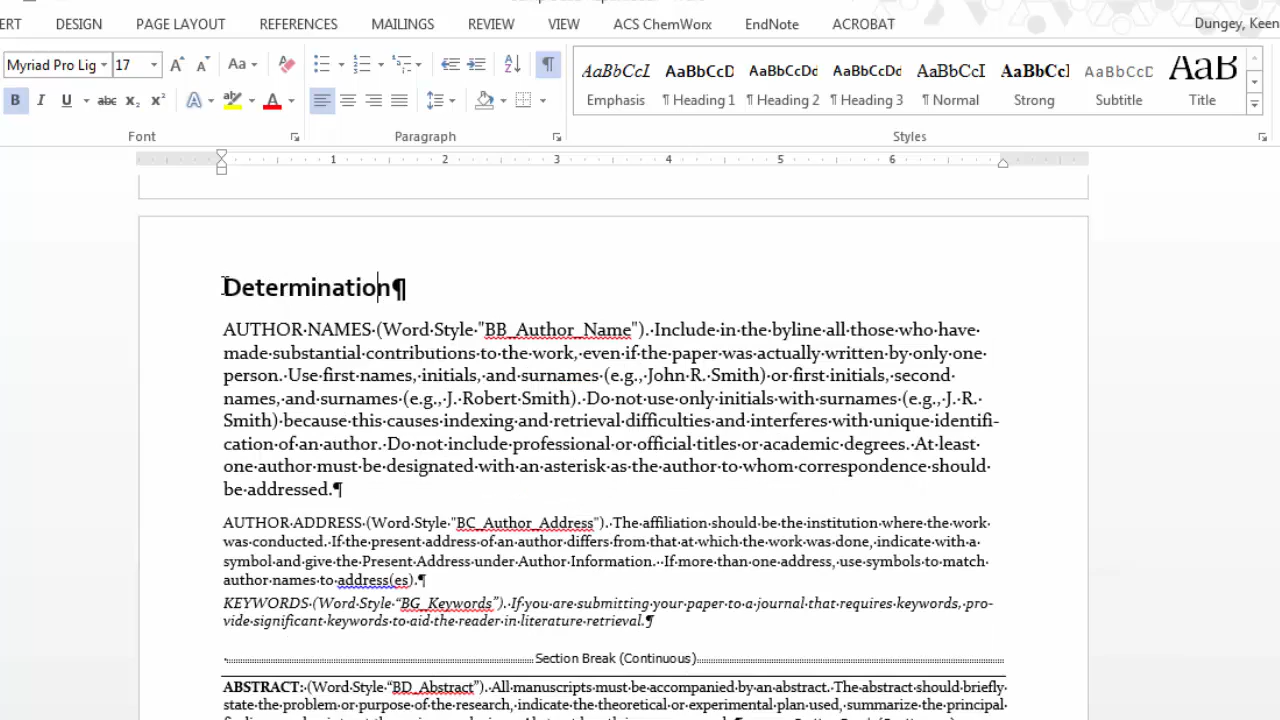 ERT DESIGN PAGE LAYOUT REFERENCES MAILINGS REVIEW VIEW ACS ChemWorx EndNote ACROBAT Dungey, Keen
Myriad Pro Lig 17 A A Aa ¶ AaBbCcI AaBbCcD AaBbCcDd AaBbCcDd AaBbCcI AaBbCcI AaBbCcD AaB
B I U abc x₂ x² A A Emphasis ¶ Heading 1 ¶ Heading 2 ¶ Heading 3 ¶ Normal Strong Subtitle Title
Font Paragraph Styles
1 2 3 4 5 6
Determination¶
AUTHOR·NAMES·(Word·Style·"BB_Author_Name").·Include·in·the·byline·all·those·who·have·
made·substantial·contributions·to·the·work,·even·if·the·paper·was·actually·written·by·only·one·
person.·Use·first·names,·initials,·and·surnames·(e.g.,·John·R.·Smith)·or·first·initials,·second·
names,·and·surnames·(e.g.,·J.·Robert·Smith).·Do·not·use·only·initials·with·surnames·(e.g.,·J.·R.·
Smith)·because·this·causes·indexing·and·retrieval·difficulties·and·interferes·with·unique·identifi-
cation·of·an·author.·Do·not·include·professional·or·official·titles·or·academic·degrees.·At·least·
one·author·must·be·designated·with·an·asterisk·as·the·author·to·whom·correspondence·should·
be·addressed.¶
AUTHOR·ADDRESS·(Word·Style·"BC_Author_Address").·The·affiliation·should·be·the·institution·where·the·work·
was·conducted.·If·the·present·address·of·an·author·differs·from·that·at·which·the·work·was·done,·indicate·with·a·
symbol·and·give·the·Present·Address·under·Author·Information.··If·more·than·one·address,·use·symbols·to·match·
author·names·to·address(es).¶
KEYWORDS·(Word·Style·“BG_Keywords”).·If·you·are·submitting·your·paper·to·a·journal·that·requires·keywords,·pro-
vide·significant·keywords·to·aid·the·reader·in·literature·retrieval.¶
Section Break (Continuous)
ABSTRACT:·(Word·Style·“BD_Abstract”).·All·manuscripts·must·be·accompanied·by·an·abstract.·The·abstract·should·briefly·
state·the·problem·or·purpose·of·the·research,·indicate·the·theoretical·or·experimental·plan·used,·summarize·the·principal·